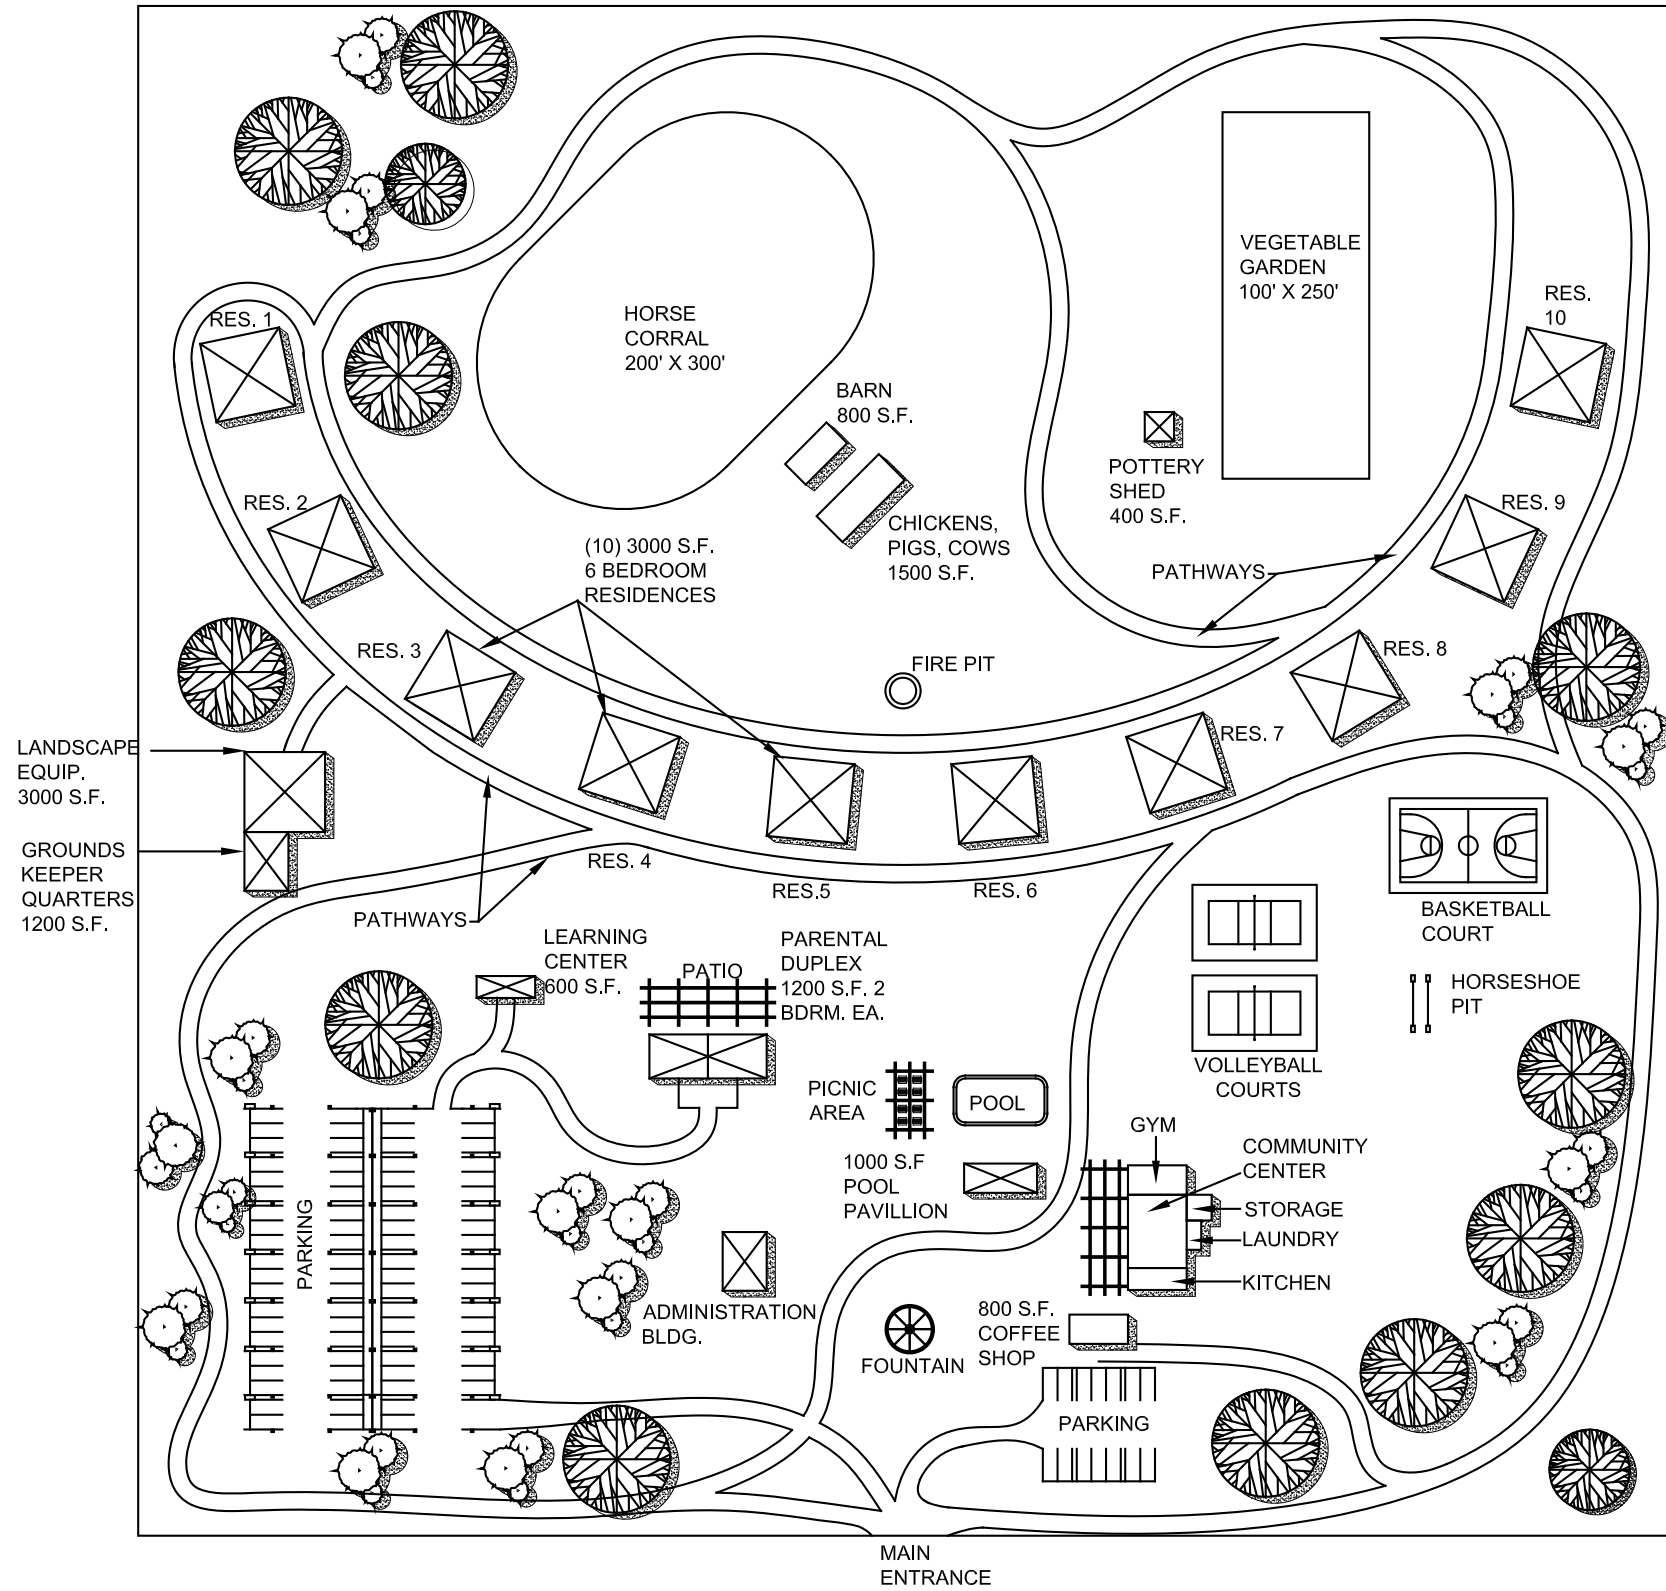 RES. 1
HORSE
CORRAL
200' X 300'
VEGETABLE
GARDEN
100' X 250'
RES.
10
BARN
800 S.F.
POTTERY
SHED
400 S.F.
RES. 2
RES. 9
(10) 3000 S.F.
6 BEDROOM
RESIDENCES
CHICKENS,
PIGS, COWS
1500 S.F.
PATHWAYS
RES. 3
FIRE PIT
RES. 8
LANDSCAPE
EQUIP.
3000 S.F.
RES. 7
GROUNDS
KEEPER
QUARTERS
1200 S.F.
RES. 4
RES.5
RES. 6
PATHWAYS
BASKETBALL
COURT
LEARNING
CENTER
600 S.F.
PATIO
PARENTAL
DUPLEX
1200 S.F. 2
BDRM. EA.
HORSESHOE
PIT
VOLLEYBALL
COURTS
PICNIC
AREA
POOL
GYM
COMMUNITY
CENTER
1000 S.F
POOL
PAVILLION
STORAGE
LAUNDRY
KITCHEN
PARKING
ADMINISTRATION
BLDG.
FOUNTAIN
800 S.F.
COFFEE
SHOP
PARKING
MAIN
ENTRANCE